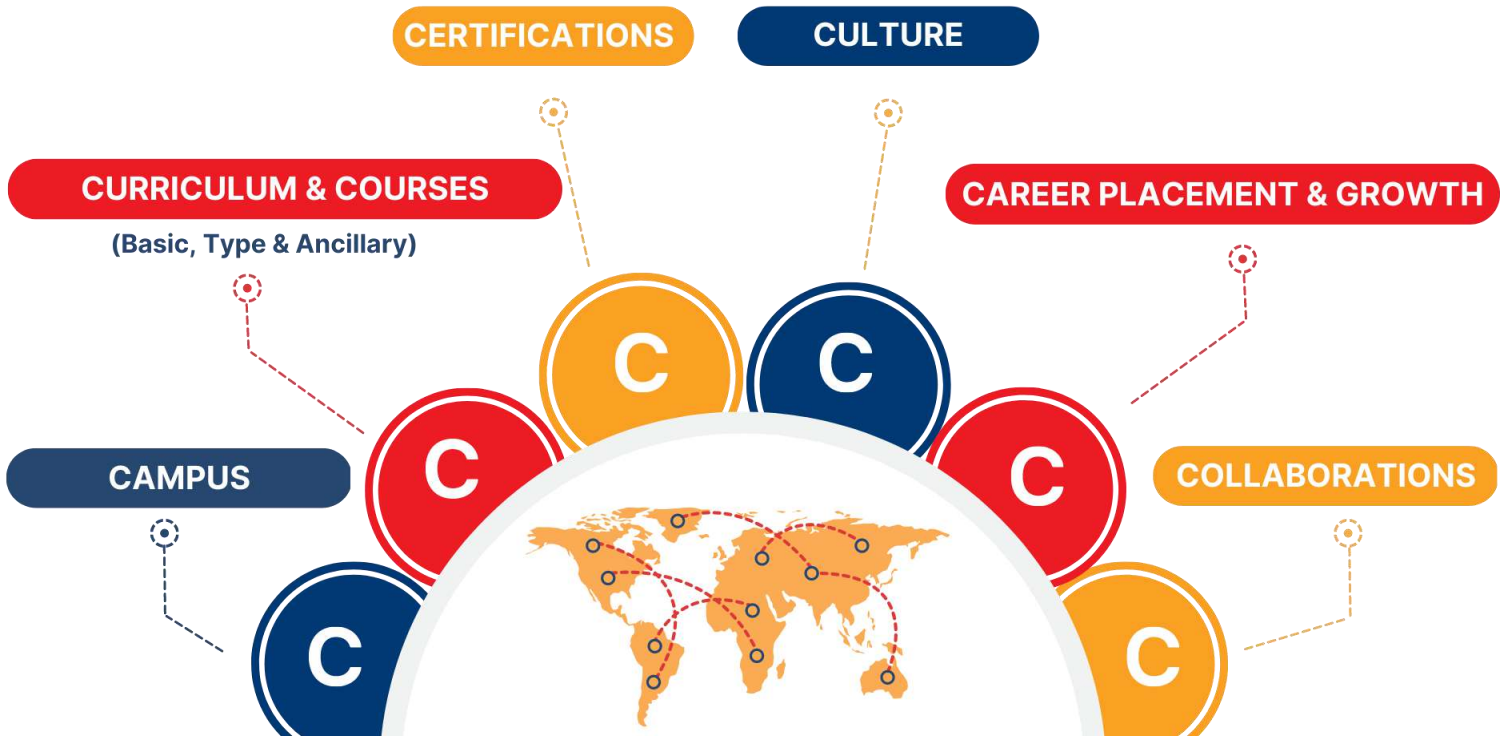 CERTIFICATIONS
CULTURE
CURRICULUM & COURSES
(Basic, Type & Ancillary)
CAREER PLACEMENT & GROWTH
C
C
C
C
CAMPUS
COLLABORATIONS
C
C